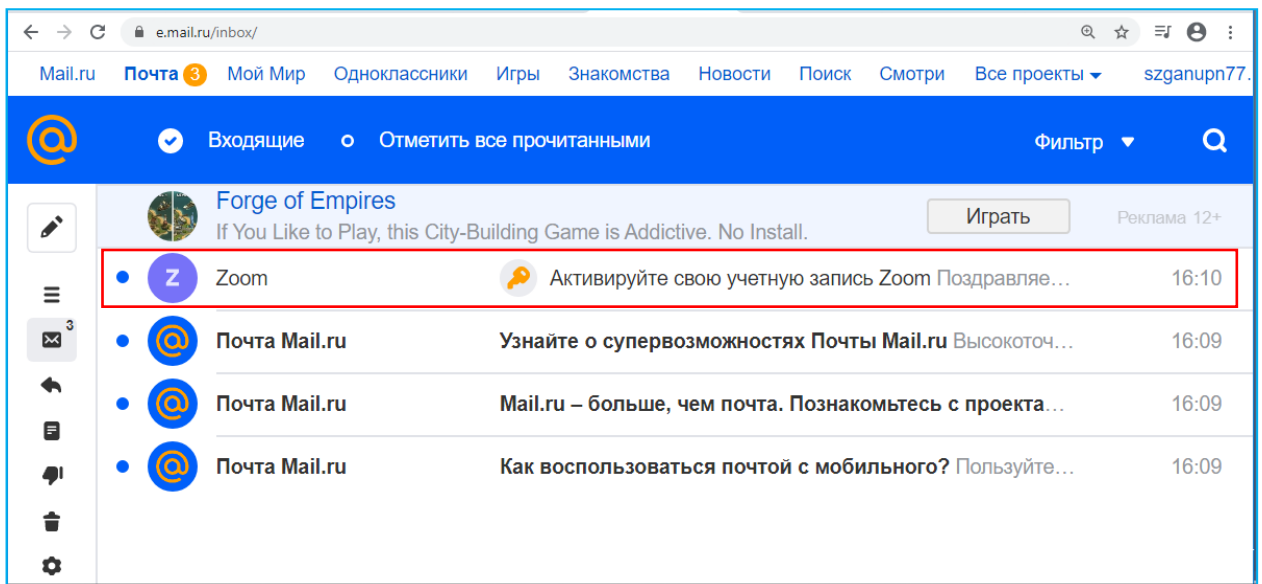 e.mail.ru/inbox/
Mail.ru Почта 3 Мой Мир Одноклассники Игры Знакомства Новости Поиск Смотри Все проекты szganupn77.
Входящие Отметить все прочитанными Фильтр
Forge of Empires
If You Like to Play, this City-Building Game is Addictive. No Install.
Играть Реклама 12+
Z Zoom Активируйте свою учетную запись Zoom Поздравляе… 16:10
3
Почта Mail.ru Узнайте о супервозможностях Почты Mail.ru Высокоточ… 16:09
Почта Mail.ru Mail.ru – больше, чем почта. Познакомьтесь с проекта… 16:09
Почта Mail.ru Как воспользоваться почтой с мобильного? Пользуйте… 16:09